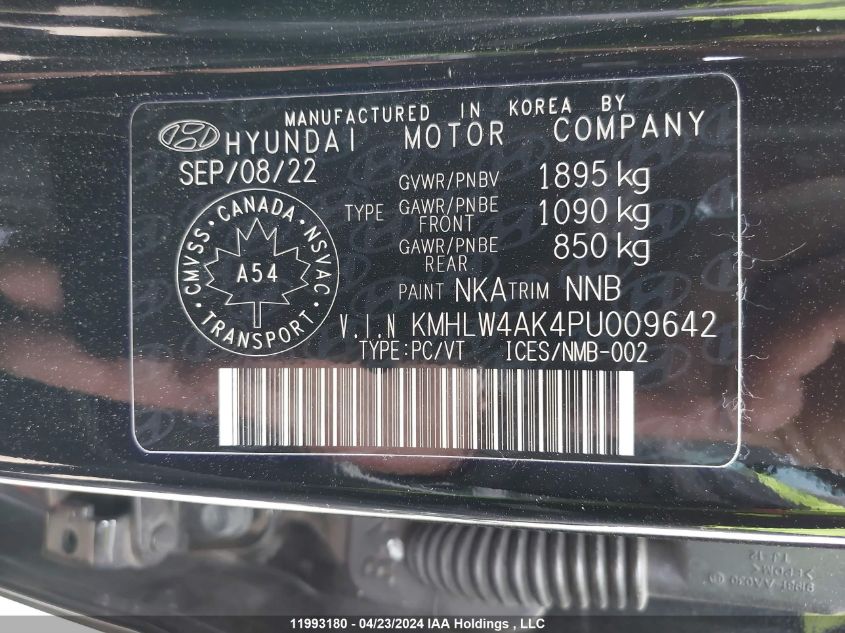 MANUFACTURED IN KOREA BY
HYUNDAI MOTOR COMPANY
SEP/08/22
GVWR/PNBV 1895 kg
TYPE GAWR/PNBE FRONT 1090 kg
GAWR/PNBE REAR 850 kg
CMVSS • CANADA • NSVAC
A54
• TRANSPORT •
PAINT NKA TRIM NNB
V.I.N KMHLW4AK4PU009642
TYPE:PC/VT ICES/NMB-002
11993180 - 04/23/2024 IAA Holdings , LLC